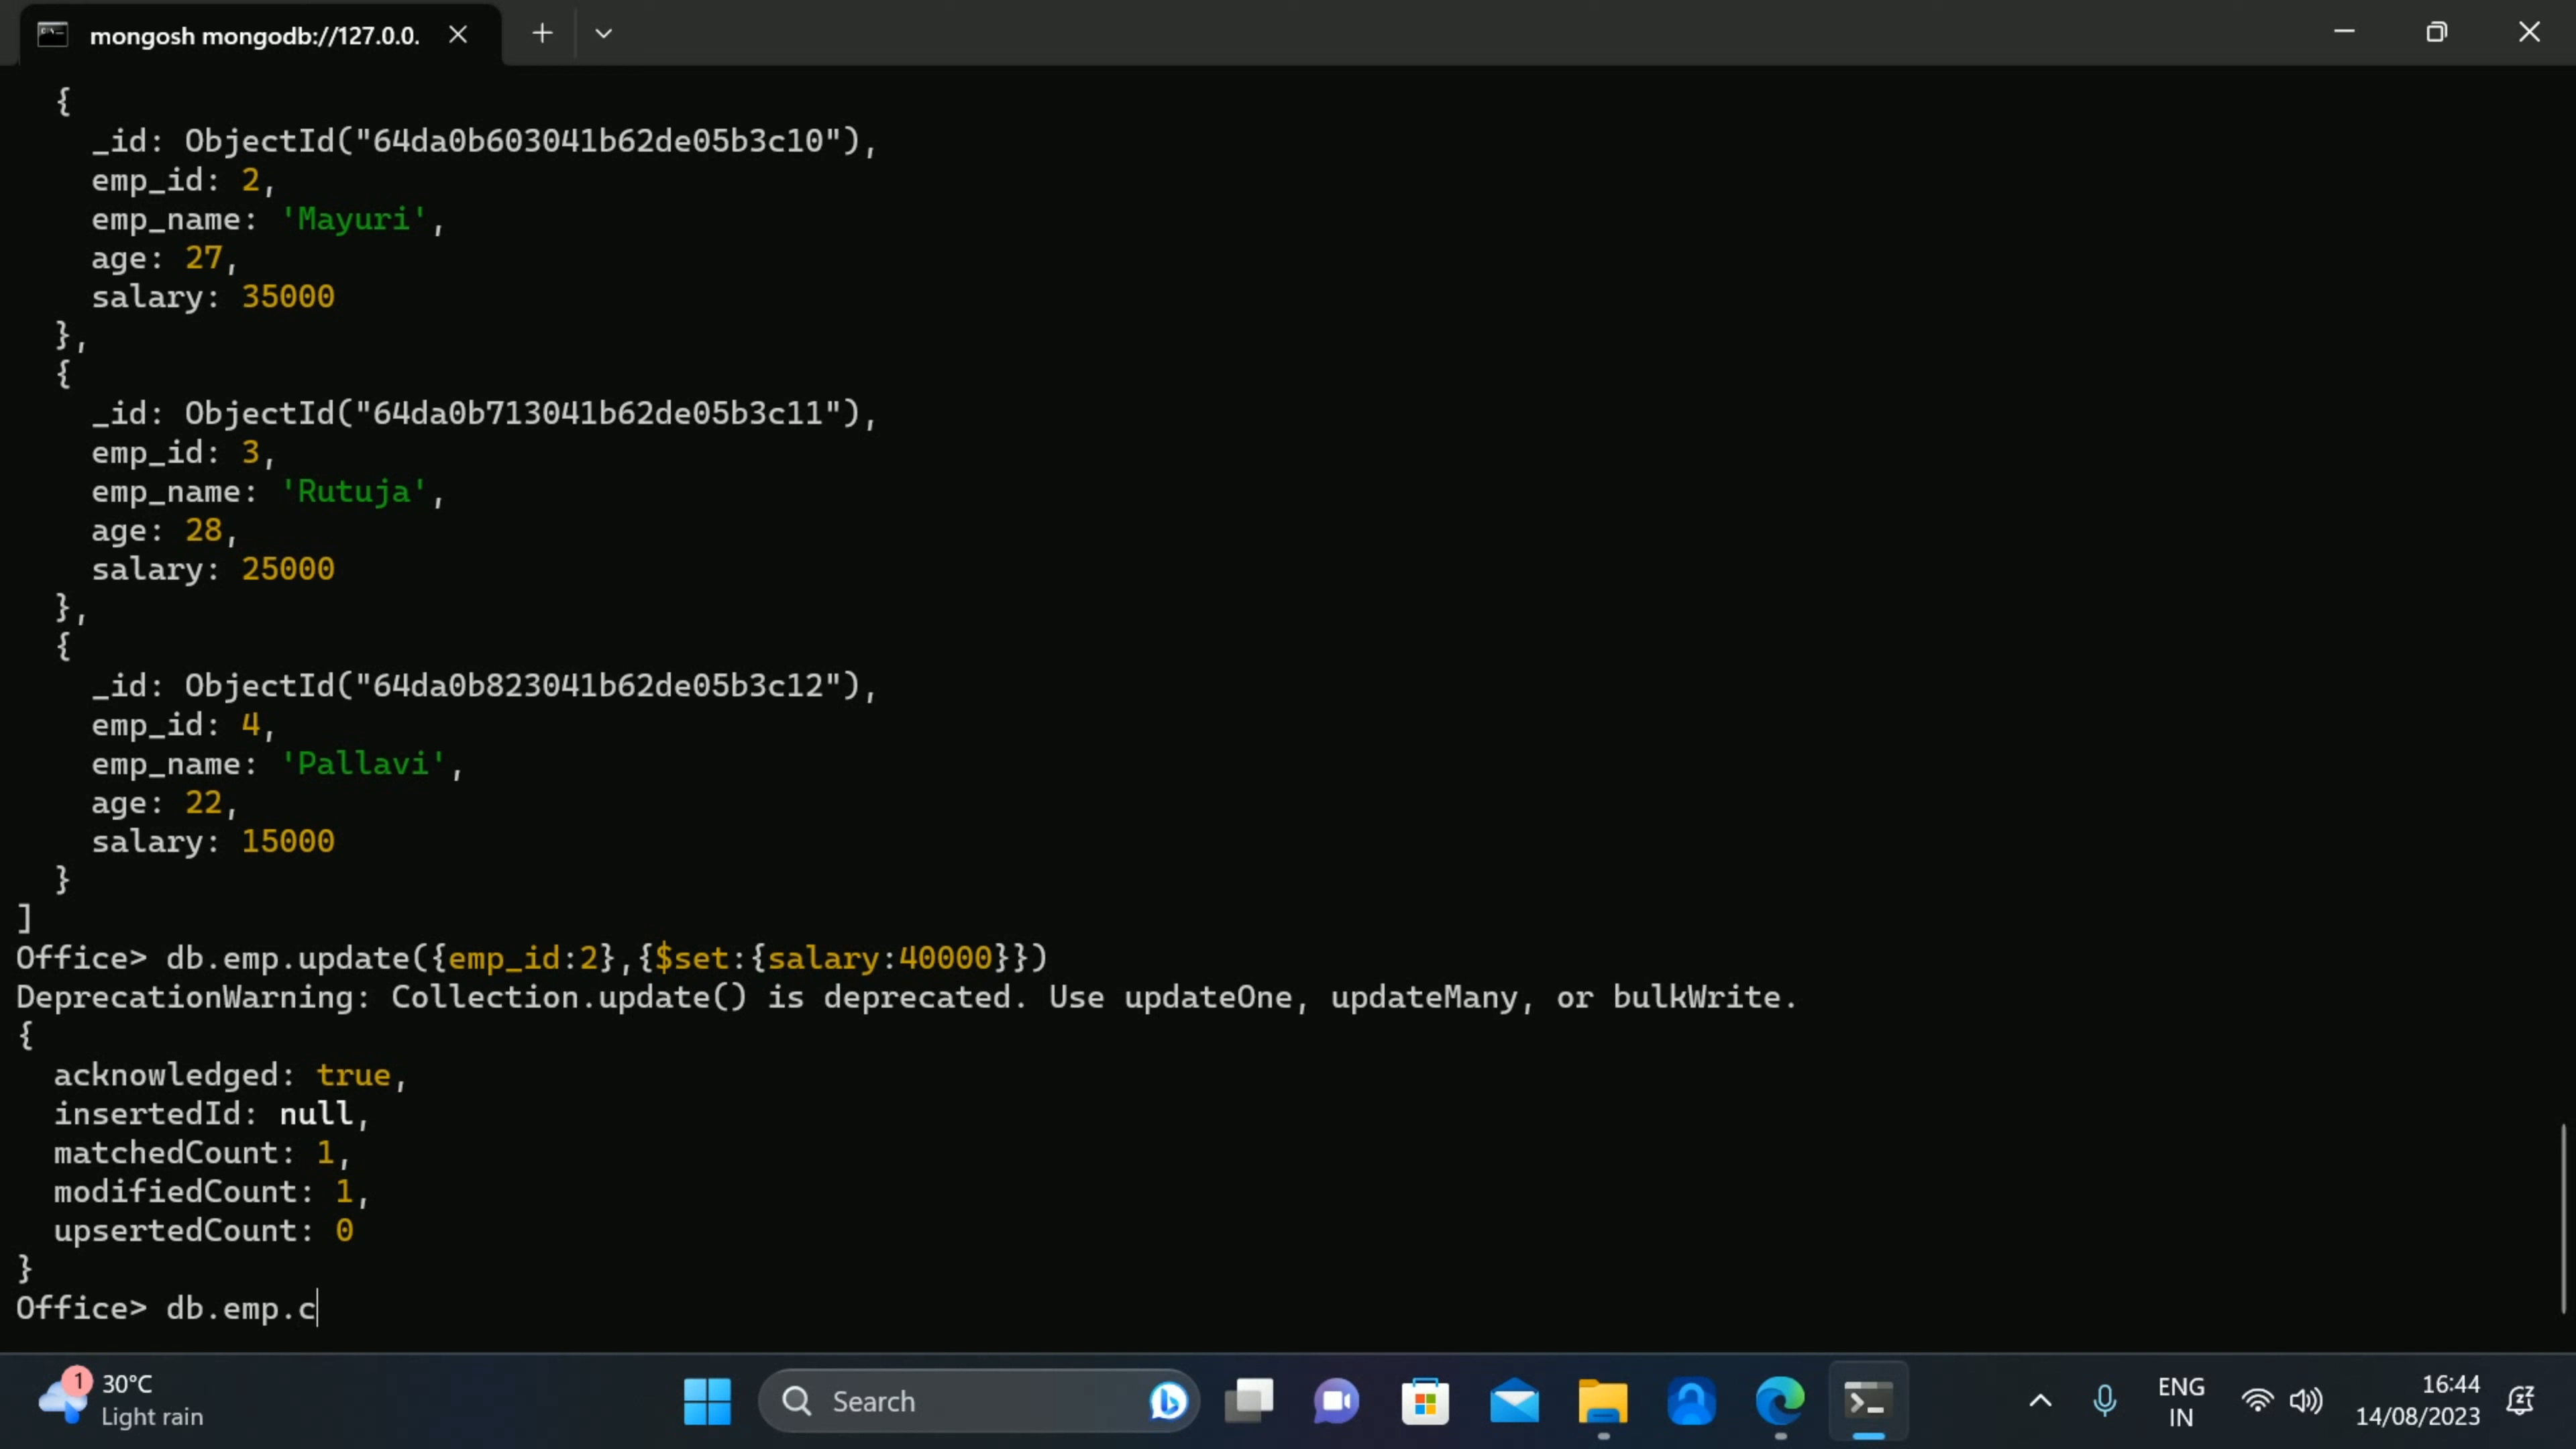 mongosh mongodb://127.0.0.
{
_id: ObjectId("64da0b603041b62de05b3c10"),
emp_id: 2,
emp_name: 'Mayuri',
age: 27,
salary: 35000
},
{
_id: ObjectId("64da0b713041b62de05b3c11"),
emp_id: 3,
emp_name: 'Rutuja',
age: 28,
salary: 25000
},
{
_id: ObjectId("64da0b823041b62de05b3c12"),
emp_id: 4,
emp_name: 'Pallavi',
age: 22,
salary: 15000
}
]
Office> db.emp.update({emp_id:2},{$set:{salary:40000}})
DeprecationWarning: Collection.update() is deprecated. Use updateOne, updateMany, or bulkWrite.
{
acknowledged: true,
insertedId: null,
matchedCount: 1,
modifiedCount: 1,
upsertedCount: 0
}
Office> db.emp.c
1
30°C
Light rain
Search
ENG
IN
16:44
14/08/2023